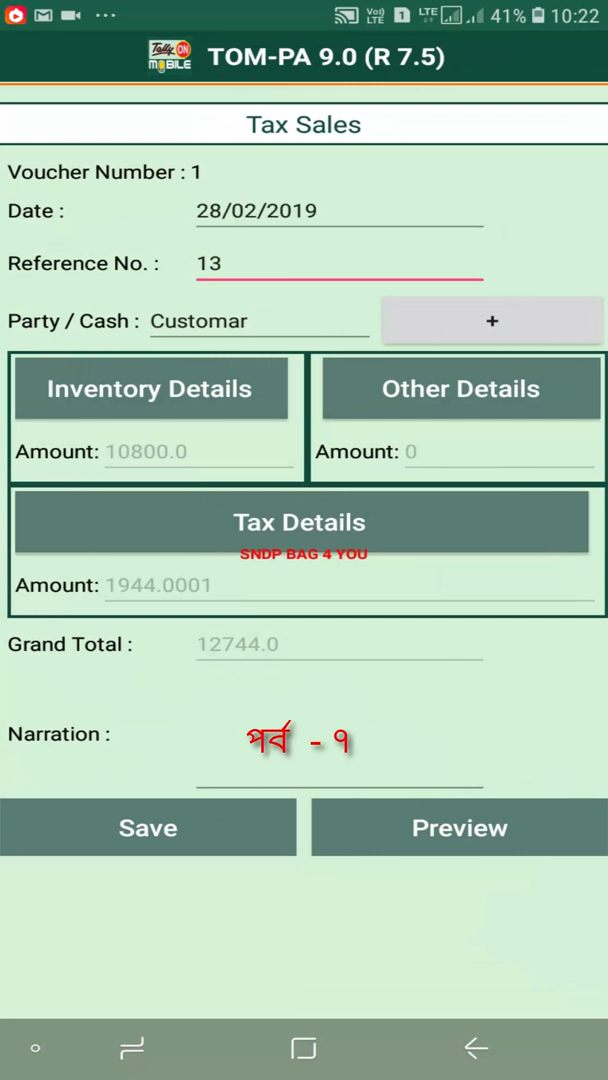 VoLTE 1 LTE 41% 10:22
Tally ON MOBILE TOM-PA 9.0 (R 7.5)
Tax Sales
Voucher Number : 1
Date : 28/02/2019
Reference No. : 13
Party / Cash : Customar +
Inventory Details Other Details
Amount: 10800.0 Amount: 0
Tax Details
SNDP BAG 4 YOU
Amount: 1944.0001
Grand Total : 12744.0
Narration : পর্ব - ৭
Save Preview